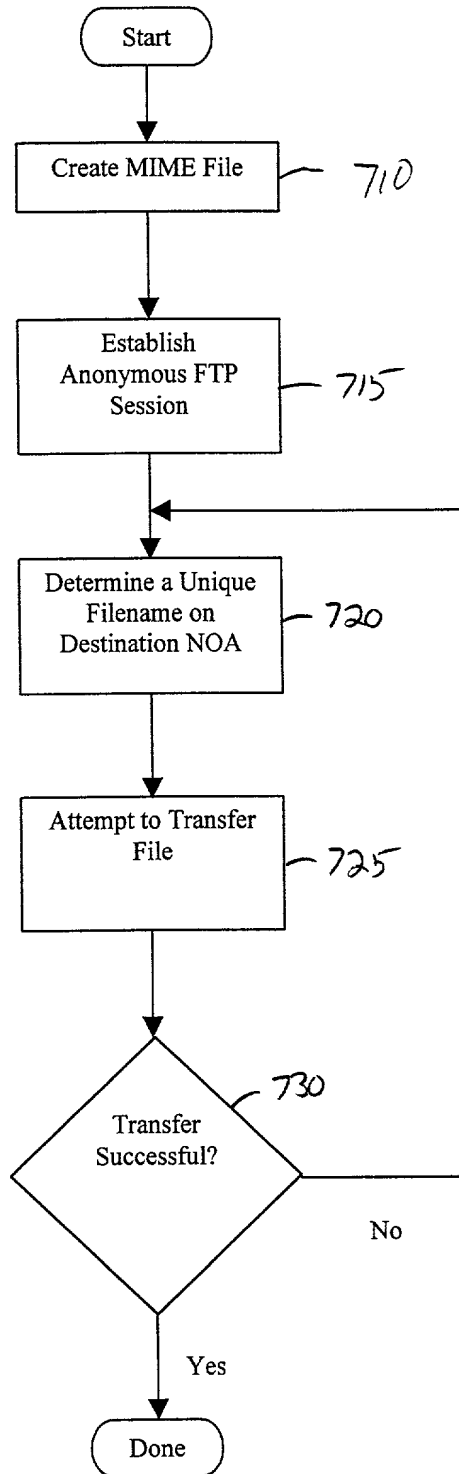 Start
Create MIME File
710
Establish
Anonymous FTP
Session
715
Determine a Unique
Filename on
Destination NOA
720
Attempt to Transfer
File
725
730
Transfer
Successful?
No
Yes
Done